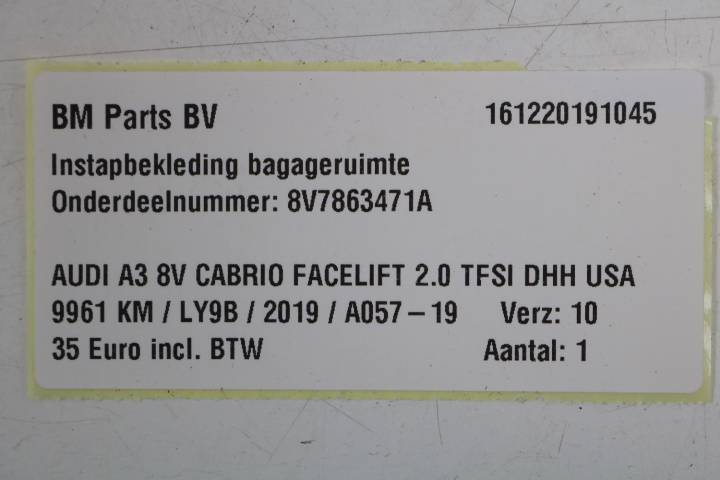 BM Parts BV 161220191045
Instapbekleding bagageruimte
Onderdeelnummer: 8V7863471A
AUDI A3 8V CABRIO FACELIFT 2.0 TFSI DHH USA
9961 KM / LY9B / 2019 / A057 – 19 Verz: 10
35 Euro incl. BTW Aantal: 1